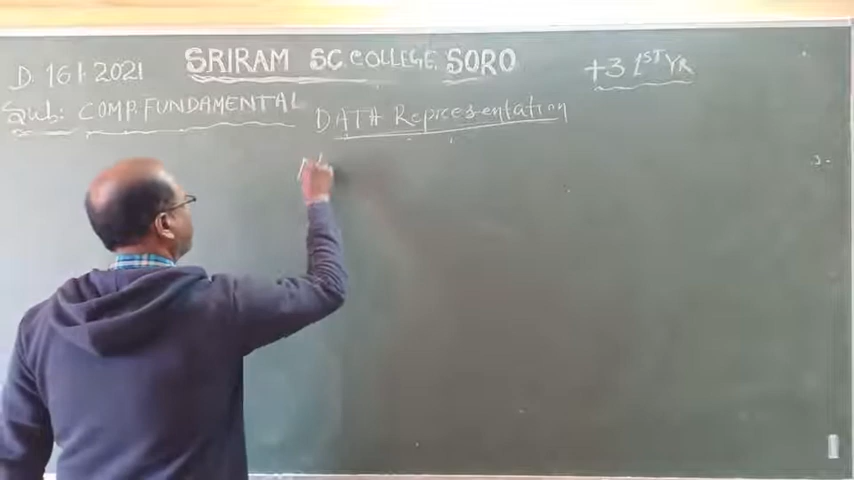 D. 16 1. 2021 SRIRAM SC COLLEGE, SORO +3 1ST YR
Sub: COMP. FUNDAMENTAL
DATA Representation